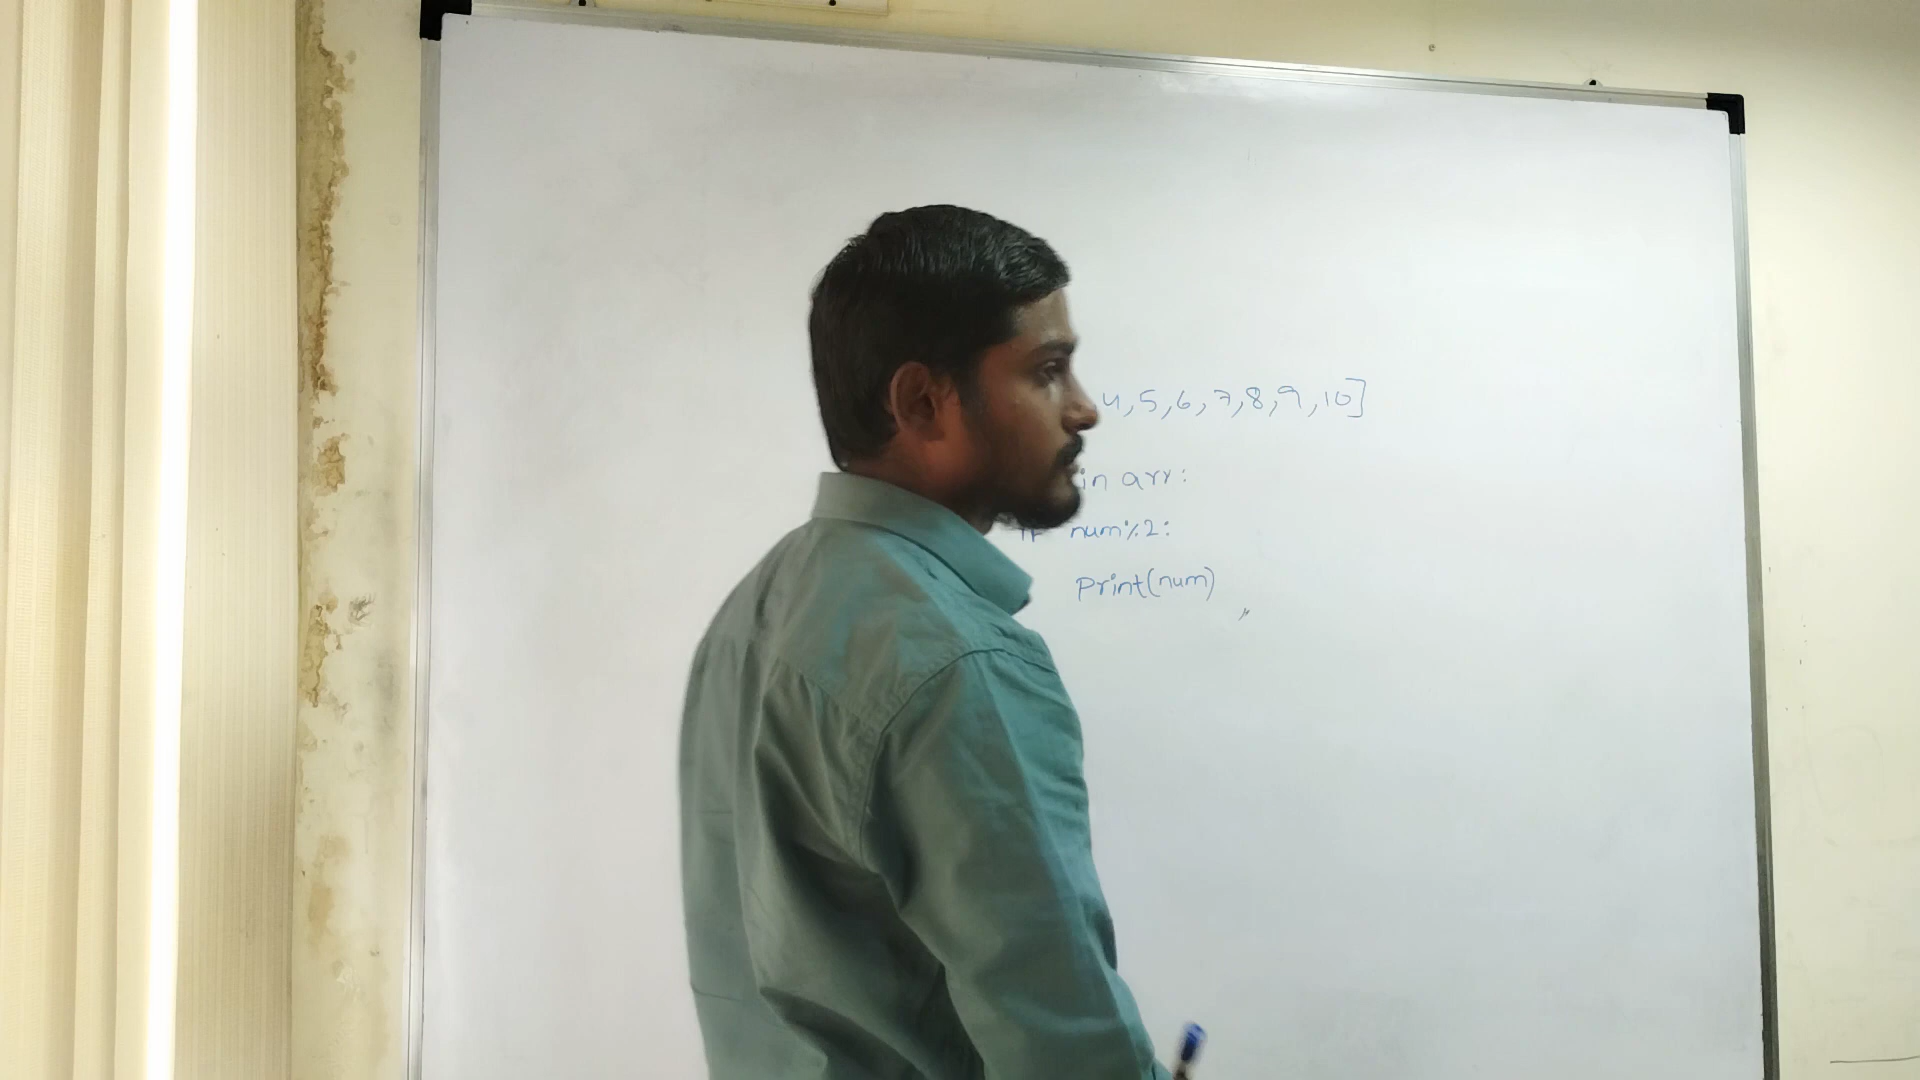 4,5,6,7,8,9,10]
in arr:
if num%2:
Print(num)